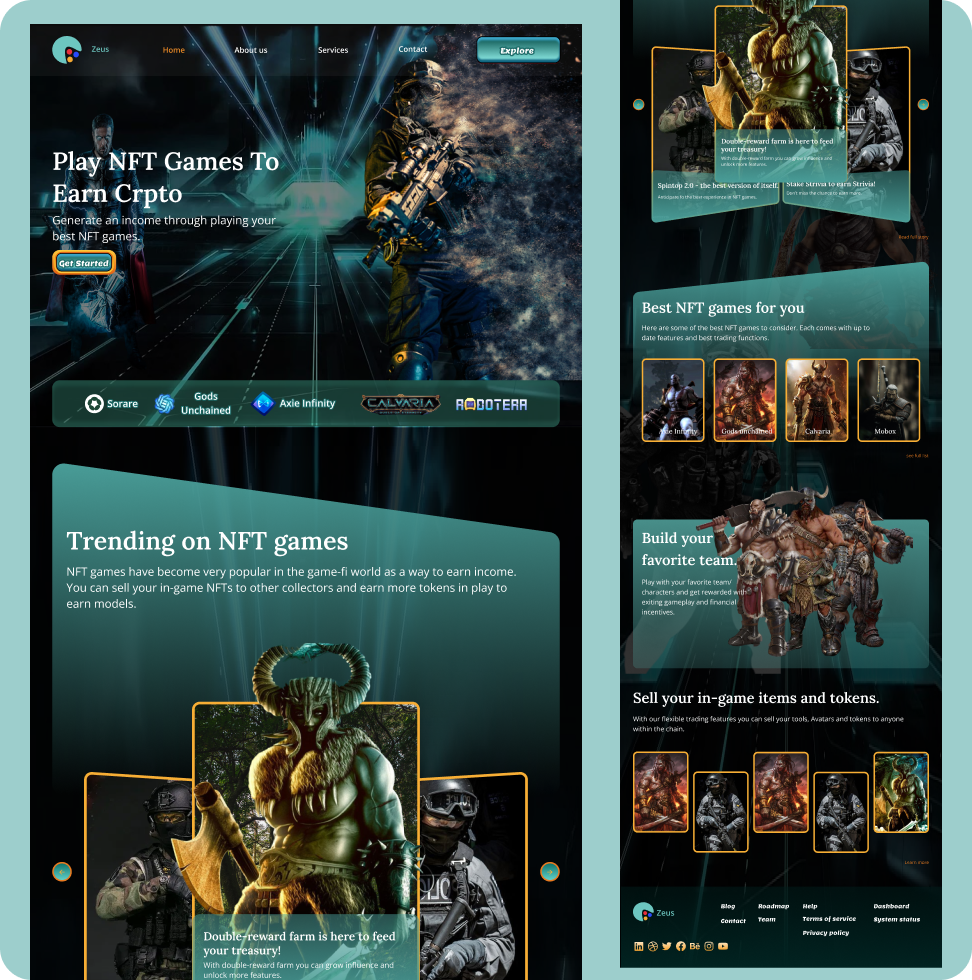 Zeus
Home
About us
Services
Contact
Explore
Play NFT Games To
Earn Crpto
Generate an income through playing your
best NFT games.
Get Started
Sorare
Gods
Unchained
Axie Infinity
CALVARIA
Trending on NFT games
NFT games have become very popular in the game-fi world as a way to earn income.
You can sell your in-game NFTs to other collectors and earn more tokens in play to
earn models.
Double-reward farm is here to feed
your treasury!
With double-reward farm you can grow influence and
unlock more features.
Double-reward farm is here to feed
your treasury!
With double-reward farm you can grow influence and
unlock more features.
Spintop 2.0 - the best version of itself.
Anticipate to the best experience in NFT games.
Stake Strivia to earn Strivia!
Don't miss the chance to earn more.
Read full story
Best NFT games for you
Here are some of the best NFT games to consider. Each comes with up to
date features and best trading functions.
Axie Infinity
Gods unchained
Calvaria
Mobox
see full list
Build your
favorite team.
Play with your favorite team/
characters and get rewarded with
exiting gameplay and financial
incentives.
Sell your in-game items and tokens.
With our flexible trading features you can sell your tools, Avatars and tokens to anyone
within the chain.
Learn more
Zeus
Blog
Contact
Roadmap
Team
Help
Terms of service
Privacy policy
Dashboard
System status